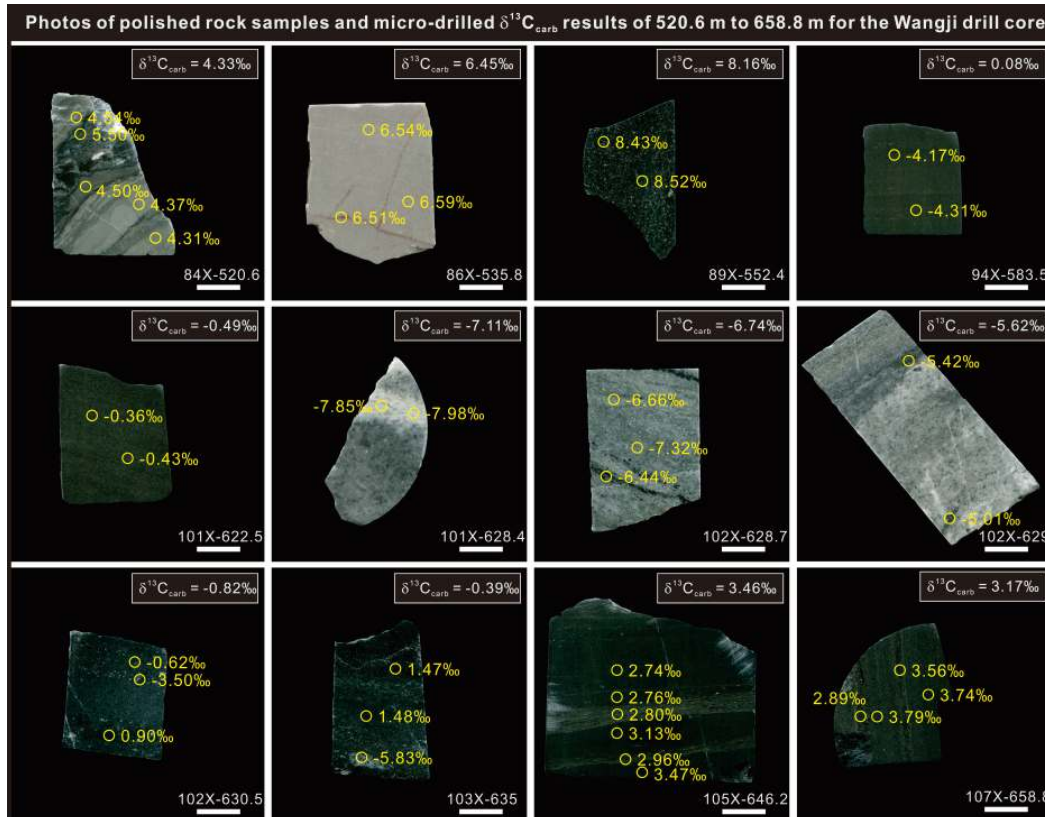 Photos of polished rock samples and micro-drilled δ¹³Ccarb results of 520.6 m to 658.8 m for the Wangji drill core
δ¹³Ccarb = 4.33‰
4.54‰
5.50‰
4.50‰
4.37‰
4.31‰
84X-520.6
δ¹³Ccarb = 6.45‰
6.54‰
6.59‰
6.51‰
86X-535.8
δ¹³Ccarb = 8.16‰
8.43‰
8.52‰
89X-552.4
δ¹³Ccarb = 0.08‰
-4.17‰
-4.31‰
94X-583.5
δ¹³Ccarb = -0.49‰
-0.36‰
-0.43‰
101X-622.5
δ¹³Ccarb = -7.11‰
-7.85‰
-7.98‰
101X-628.4
δ¹³Ccarb = -6.74‰
-6.66‰
-7.32‰
-6.44‰
102X-628.7
δ¹³Ccarb = -5.62‰
-5.42‰
-5.01‰
102X-629
δ¹³Ccarb = -0.82‰
-0.62‰
-3.50‰
0.90‰
102X-630.5
δ¹³Ccarb = -0.39‰
1.47‰
1.48‰
-5.83‰
103X-635
δ¹³Ccarb = 3.46‰
2.74‰
2.76‰
2.80‰
3.13‰
2.96‰
3.47‰
105X-646.2
δ¹³Ccarb = 3.17‰
3.56‰
3.74‰
2.89‰
3.79‰
107X-658.8